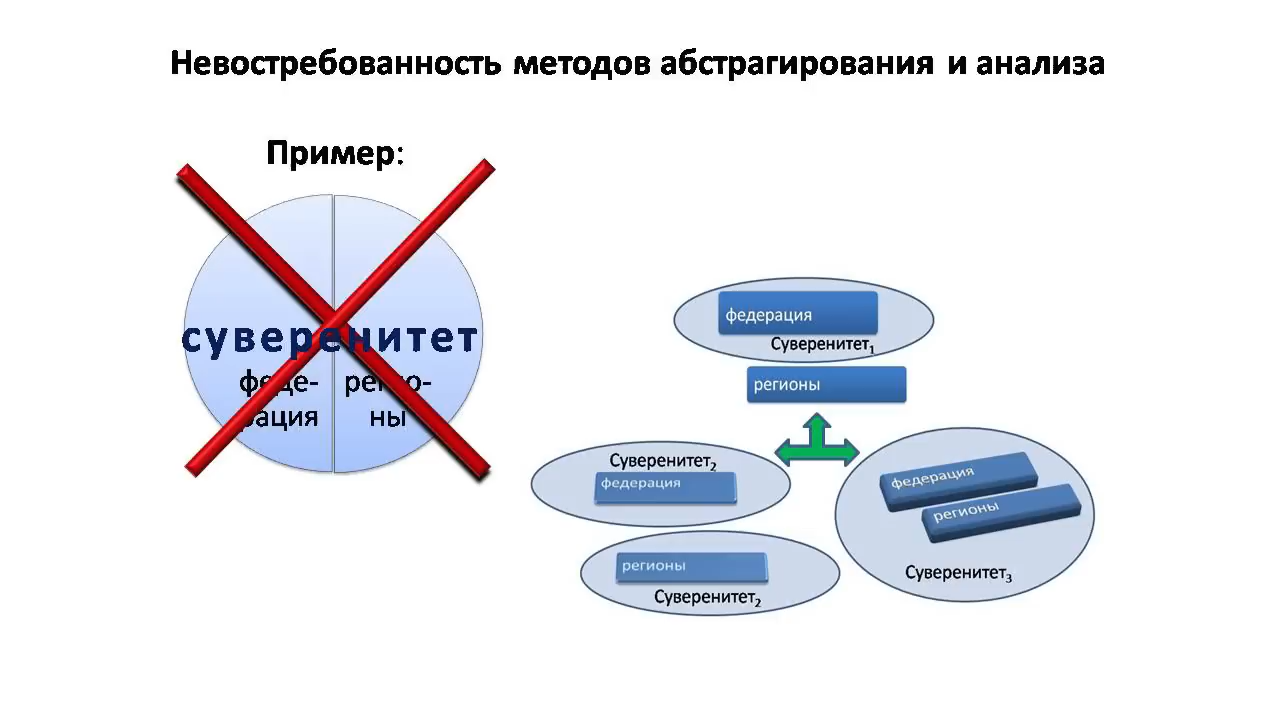 Невостребованность методов абстрагирования и анализа
Пример:
суверенитет
феде-
рация
регио-
ны
федерация
Суверенитет₁
регионы
Суверенитет₂
федерация
регионы
Суверенитет₂
федерация
регионы
Суверенитет₃